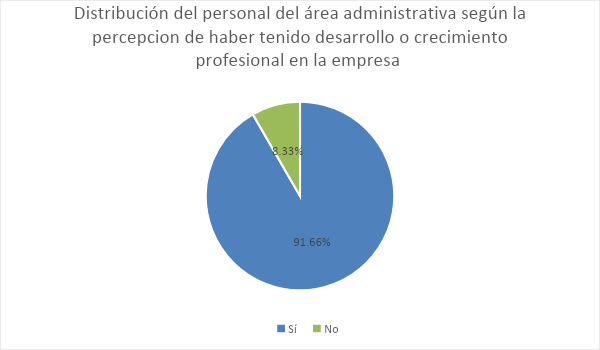 Distribución del personal del área administrativa según la
percepcion de haber tenido desarrollo o crecimiento
profesional en la empresa
8.33%
91.66%
Sí No